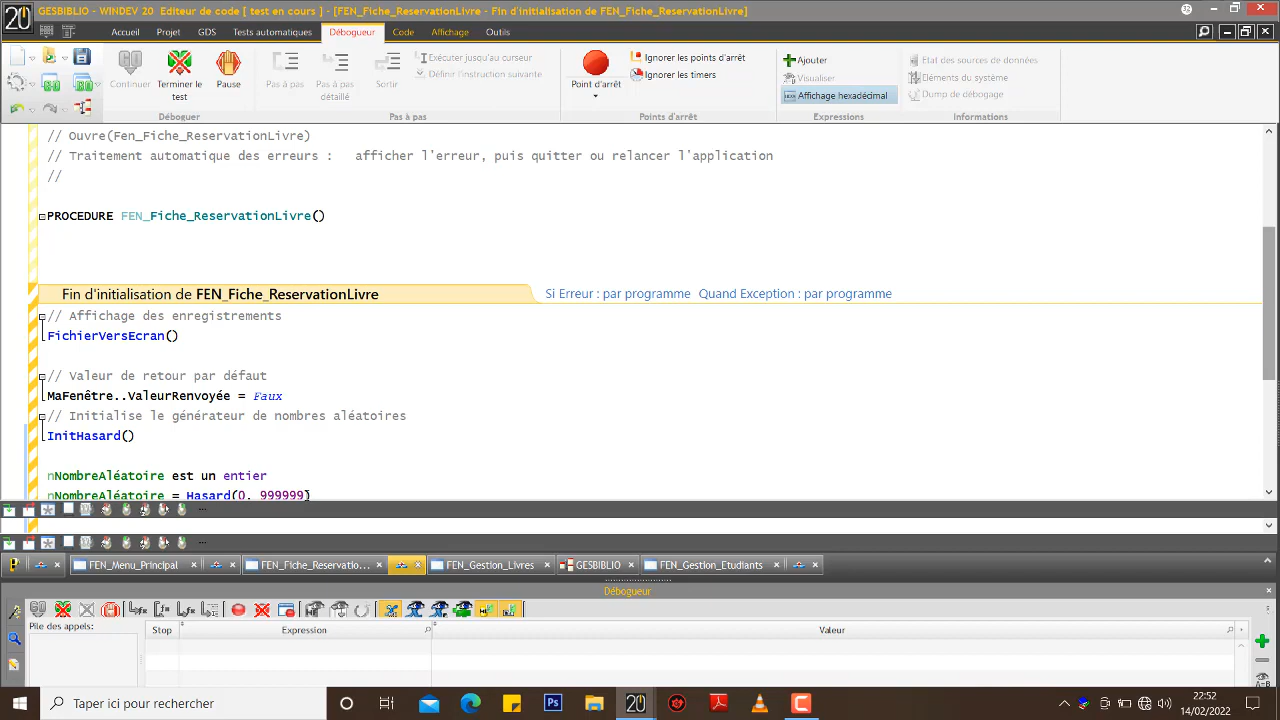 20 GESBIBLIO - WINDEV 20 Editeur de code [ test en cours ] - [FEN_Fiche_ReservationLivre - Fin d'initialisation de FEN_Fiche_ReservationLivre]
Accueil Projet GDS Tests automatiques Débogueur Code Affichage Outils
Continuer
Terminer le test
Pause
Déboguer
Pas à pas
Pas à pas détaillé
Sortir
Exécuter jusqu'au curseur
Définir l'instruction suivante
Pas à pas
Point d'arrêt
Ignorer les points d'arrêt
Ignorer les timers
Points d'arrêt
Ajouter
Visualiser
Affichage hexadécimal
Expressions
Etat des sources de données
Eléments du système
Dump de débogage
Informations
// Ouvre(Fen_Fiche_ReservationLivre)
// Traitement automatique des erreurs :   afficher l'erreur, puis quitter ou relancer l'application
//
PROCEDURE FEN_Fiche_ReservationLivre()
Fin d'initialisation de FEN_Fiche_ReservationLivre Si Erreur : par programme Quand Exception : par programme
// Affichage des enregistrements
FichierVersEcran()
// Valeur de retour par défaut
MaFenêtre..ValeurRenvoyée = Faux
// Initialise le générateur de nombres aléatoires
InitHasard()
nNombreAléatoire est un entier
nNombreAléatoire = Hasard(0, 999999)
FEN_Menu_Principal FEN_Fiche_Reservatio... FEN_Gestion_Livres GESBIBLIO FEN_Gestion_Etudiants
Débogueur
Pile des appels: Stop Expression Valeur
Taper ici pour rechercher
Ps
20
22:52
14/02/2022